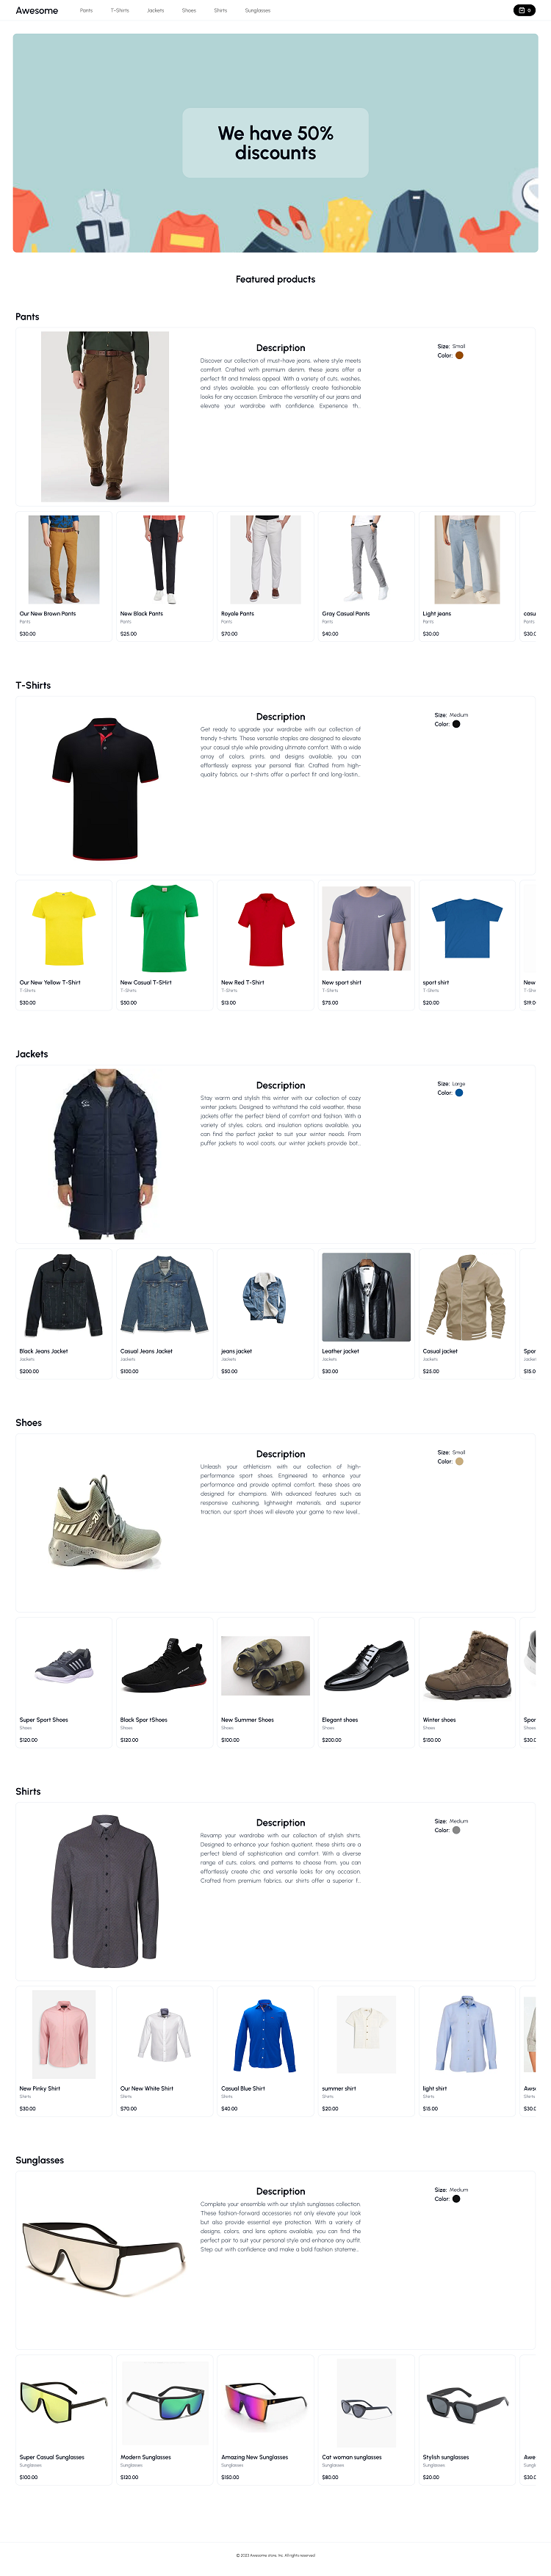 Awesome
Pants
T-Shirts
Jackets
Shoes
Shirts
Sunglasses
0
We have 50%
discounts
Featured products
Pants
Description
Discover our collection of must-have jeans, where style meets
comfort. Crafted with premium denim, these jeans offer a
perfect fit and timeless appeal. With a variety of cuts, washes,
and styles available, you can effortlessly create fashionable
looks for any occasion. Embrace the versatility of our jeans and
elevate your wardrobe with confidence. Experience th...
Size: Small
Color:
Our New Brown Pants
Pants
$30.00
New Black Pants
Pants
$25.00
Royale Pants
Pants
$70.00
Gray Casual Pants
Pants
$40.00
Light jeans
Pants
$30.00
casu
Pants
$30.0
T-Shirts
Description
Get ready to upgrade your wardrobe with our collection of
trendy t-shirts. These versatile staples are designed to elevate
your casual style while providing ultimate comfort. With a wide
array of colors, prints, and designs available, you can
effortlessly express your personal flair. Crafted from high-
quality fabrics, our t-shirts offer a perfect fit and long-lastin...
Size: Medium
Color:
Our New Yellow T-Shirt
T-Shirts
$30.00
New Casual T-SHirt
T-Shirts
$50.00
New Red T-Shirt
T-Shirts
$13.00
New sport shirt
T-Shirts
$75.00
sport shirt
T-Shirts
$20.00
New
T-Shir
$19.0
Jackets
Description
Stay warm and stylish this winter with our collection of cozy
winter jackets. Designed to withstand the cold weather, these
jackets offer the perfect blend of comfort and fashion. With a
variety of styles, colors, and insulation options available, you
can find the perfect jacket to suit your winter needs. From
puffer jackets to wool coats, our winter jackets provide bot...
Size: Large
Color:
Black Jeans Jacket
Jackets
$200.00
Casual Jeans Jacket
Jackets
$100.00
jeans jacket
Jackets
$50.00
Leather jacket
Jackets
$30.00
Casual jacket
Jackets
$25.00
Spor
Jacket
$15.0
Shoes
Description
Unleash your athleticism with our collection of high-
performance sport shoes. Engineered to enhance your
performance and provide optimal comfort, these shoes are
designed for champions. With advanced features such as
responsive cushioning, lightweight materials, and superior
traction, our sport shoes will elevate your game to new level...
Size: Small
Color:
Super Sport Shoes
Shoes
$120.00
Black Spor tShoes
Shoes
$120.00
New Summer Shoes
Shoes
$100.00
Elegant shoes
Shoes
$200.00
Winter shoes
Shoes
$150.00
Spor
Shoes
$30.0
Shirts
Description
Revamp your wardrobe with our collection of stylish shirts.
Designed to enhance your fashion quotient, these shirts are a
perfect blend of sophistication and comfort. With a diverse
range of cuts, colors, and patterns to choose from, you can
effortlessly create chic and versatile looks for any occasion.
Crafted from premium fabrics, our shirts offer a superior f...
Size: Medium
Color:
New Pinky Shirt
Shirts
$30.00
Our New White Shirt
Shirts
$70.00
Casual Blue Shirt
Shirts
$40.00
summer shirt
Shirts
$20.00
light shirt
Shirts
$15.00
Awes
Shirts
$30.0
Sunglasses
Description
Complete your ensemble with our stylish sunglasses collection.
These fashion-forward accessories not only elevate your look
but also provide essential eye protection. With a variety of
designs, colors, and lens options available, you can find the
perfect pair to suit your personal style and enhance any outfit.
Step out with confidence and make a bold fashion stateme...
Size: Medium
Color:
Super Casual Sunglasses
Sunglasses
$100.00
Modern Sunglasses
Sunglasses
$120.00
Amazing New Sunglasses
Sunglasses
$150.00
Cat woman sunglasses
Sunglasses
$80.00
Stylish sunglasses
Sunglasses
$20.00
Awe
Sungl
$30.0
© 2023 Awesome store, Inc. All rights reserved